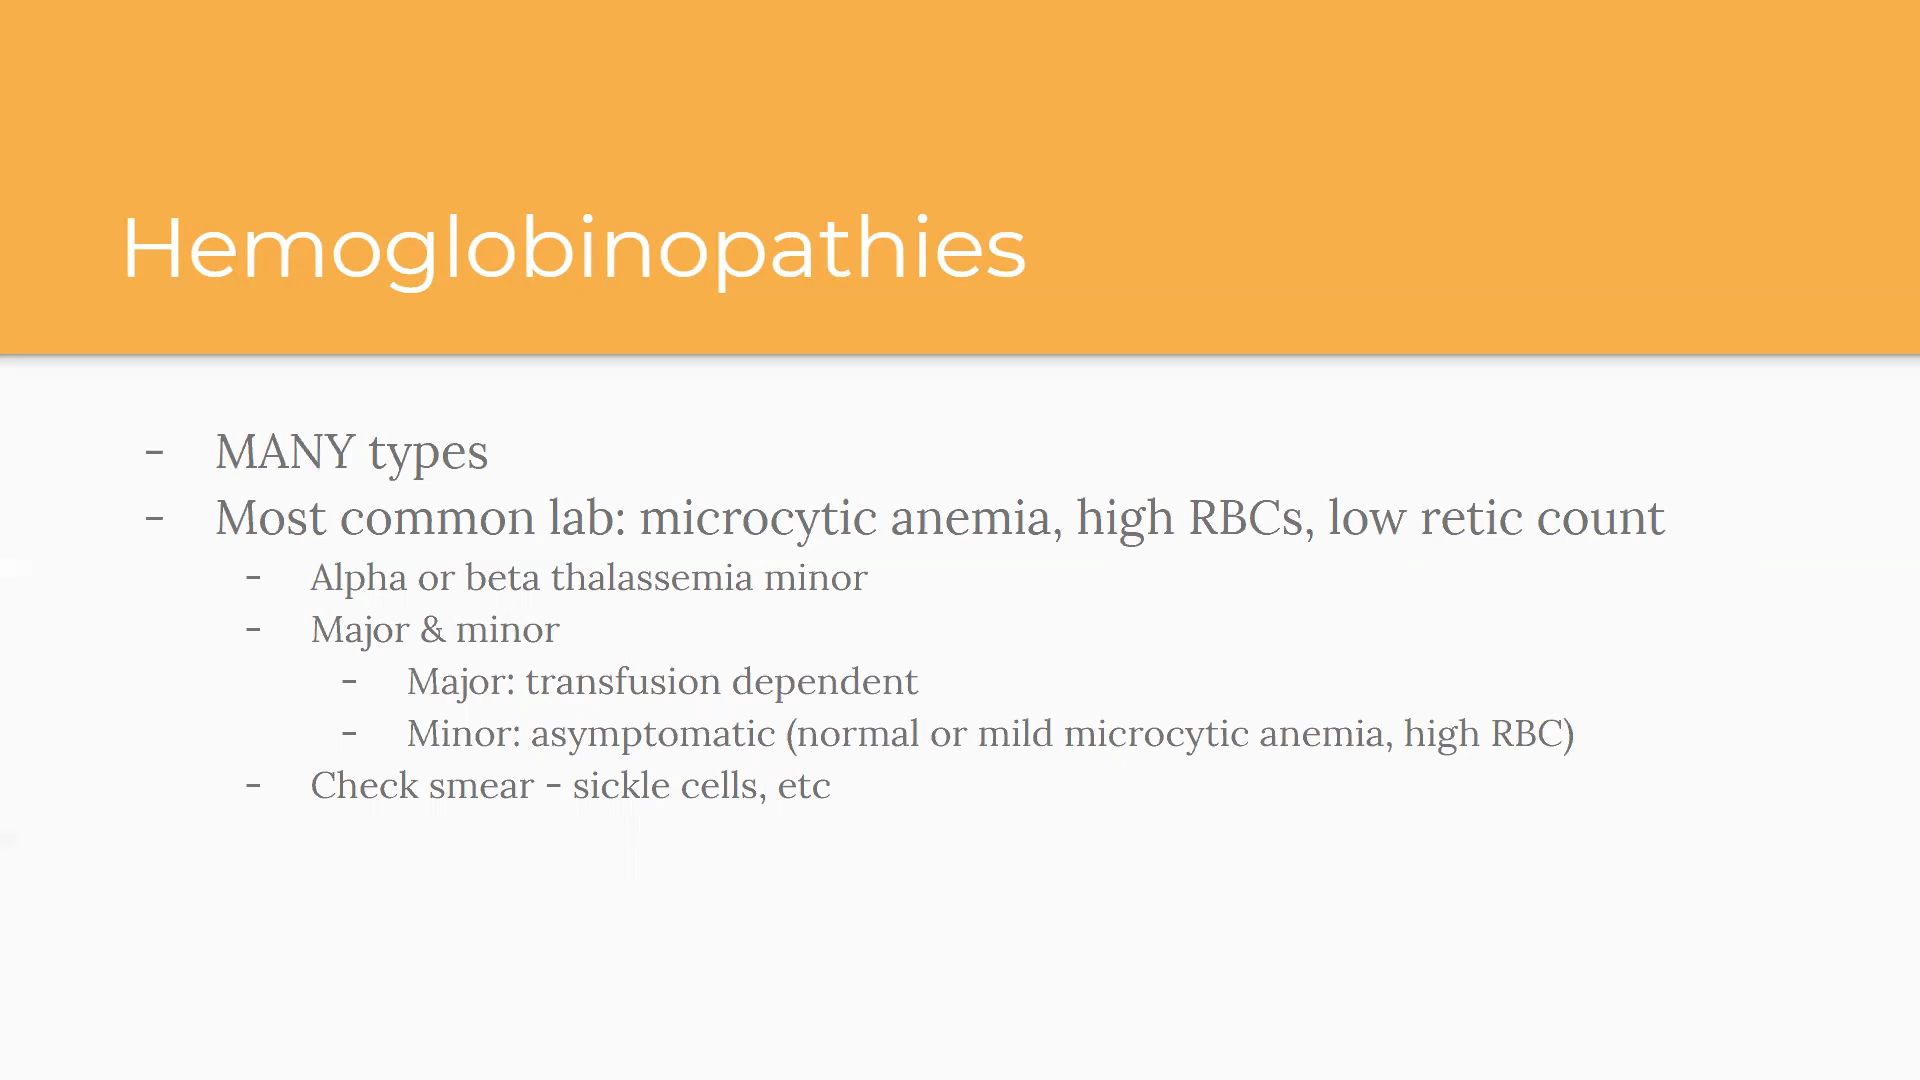 Hemoglobinopathies
- MANY types
- Most common lab: microcytic anemia, high RBCs, low retic count
- Alpha or beta thalassemia minor
- Major & minor
- Major: transfusion dependent
- Minor: asymptomatic (normal or mild microcytic anemia, high RBC)
- Check smear - sickle cells, etc